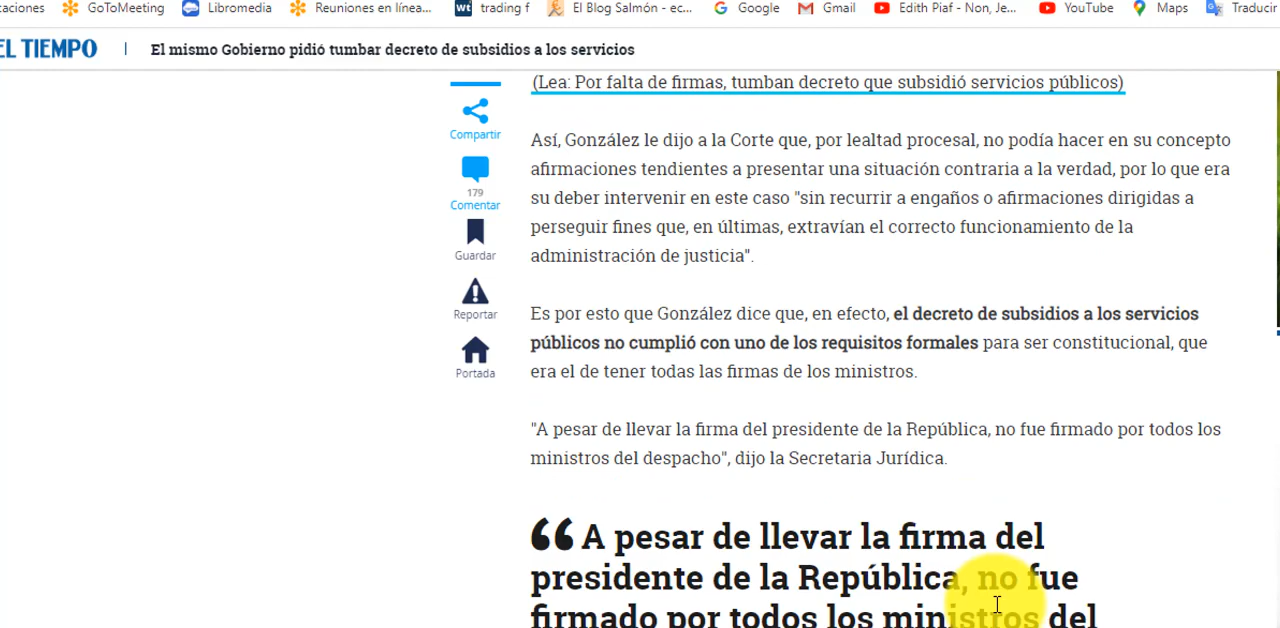 caciones GoToMeeting Libromedia Reuniones en línea... wt trading f El Blog Salmón - ec... Google Gmail Edith Piaf - Non, Je... YouTube Maps Traducir
EL TIEMPO | El mismo Gobierno pidió tumbar decreto de subsidios a los servicios
(Lea: Por falta de firmas, tumban decreto que subsidió servicios públicos)
Compartir
179
Comentar
Guardar
Reportar
Portada
Así, González le dijo a la Corte que, por lealtad procesal, no podía hacer en su concepto
afirmaciones tendientes a presentar una situación contraria a la verdad, por lo que era
su deber intervenir en este caso "sin recurrir a engaños o afirmaciones dirigidas a
perseguir fines que, en últimas, extravían el correcto funcionamiento de la
administración de justicia".
Es por esto que González dice que, en efecto, el decreto de subsidios a los servicios
públicos no cumplió con uno de los requisitos formales para ser constitucional, que
era el de tener todas las firmas de los ministros.
"A pesar de llevar la firma del presidente de la República, no fue firmado por todos los
ministros del despacho", dijo la Secretaria Jurídica.
“A pesar de llevar la firma del
presidente de la República, no fue
firmado por todos los ministros del